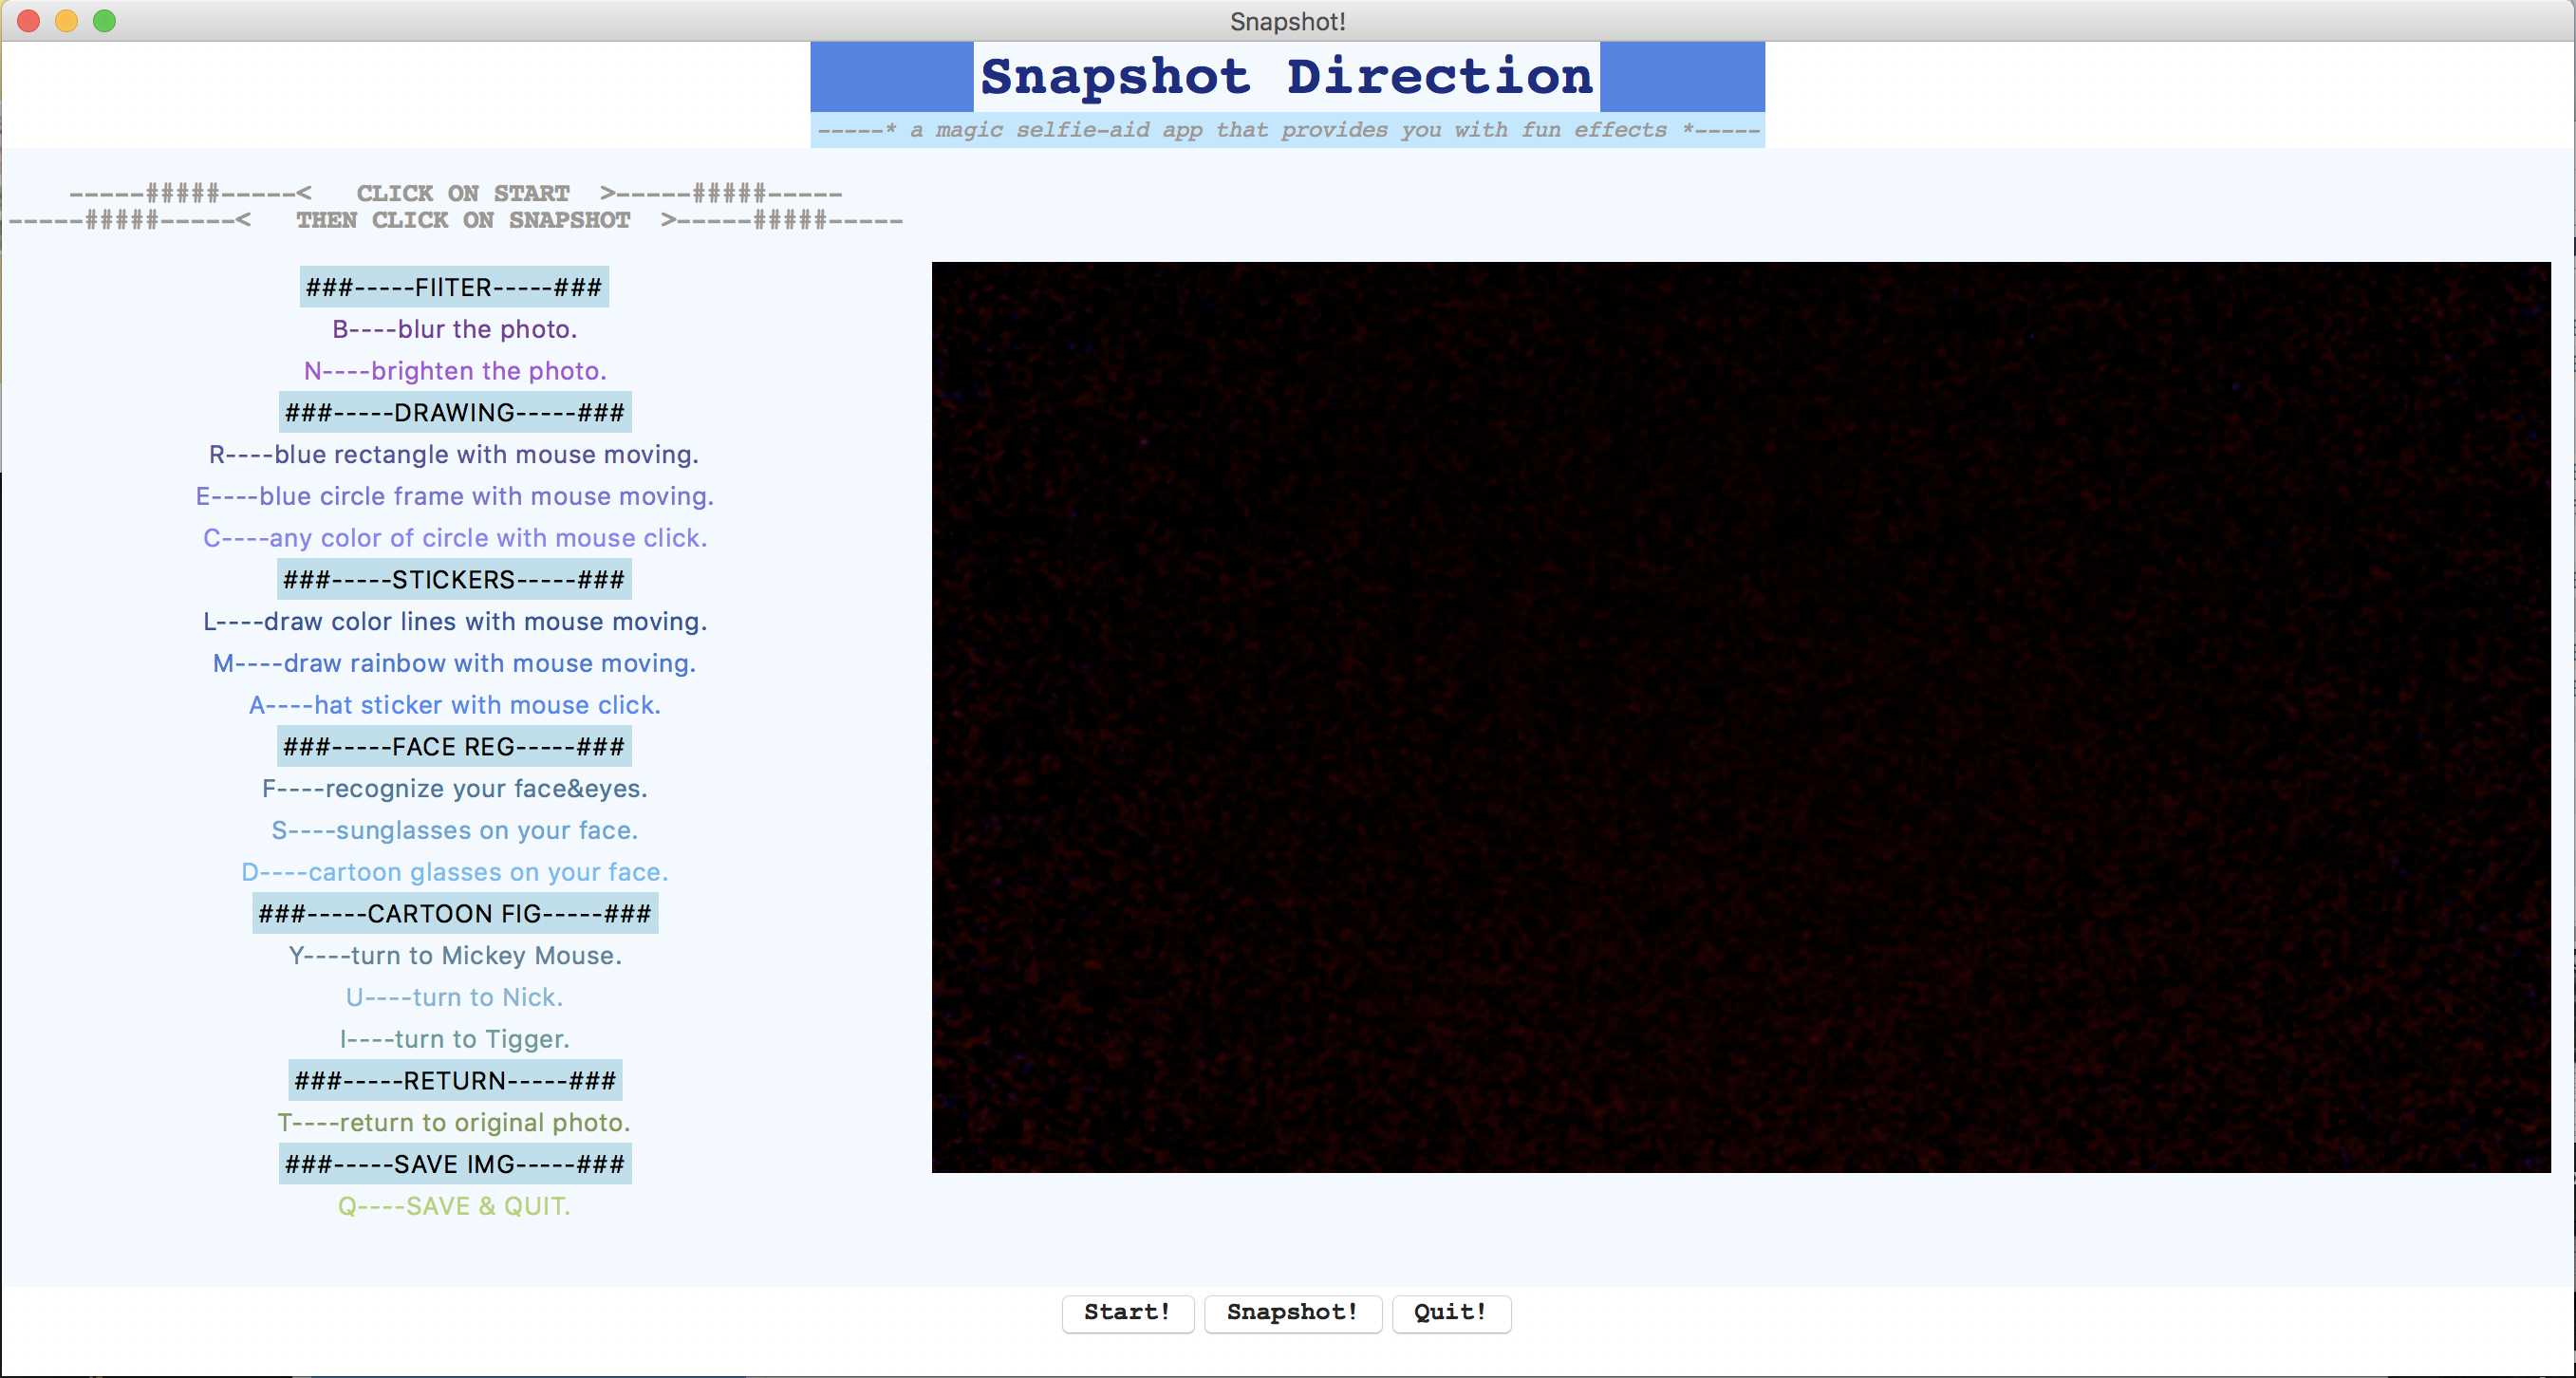 Snapshot!
Snapshot Direction
-----* a magic selfie-aid app that provides you with fun effects *-----
-----#####-----< CLICK ON START >-----#####-----
-----#####-----< THEN CLICK ON SNAPSHOT >-----#####-----
###-----FIlTER-----###
B----blur the photo.
N----brighten the photo.
###-----DRAWING-----###
R----blue rectangle with mouse moving.
E----blue circle frame with mouse moving.
C----any color of circle with mouse click.
###-----STICKERS-----###
L----draw color lines with mouse moving.
M----draw rainbow with mouse moving.
A----hat sticker with mouse click.
###-----FACE REG-----###
F----recognize your face&eyes.
S----sunglasses on your face.
D----cartoon glasses on your face.
###-----CARTOON FIG-----###
Y----turn to Mickey Mouse.
U----turn to Nick.
I----turn to Tigger.
###-----RETURN-----###
T----return to original photo.
###-----SAVE IMG-----###
Q----SAVE & QUIT.
Start! Snapshot! Quit!